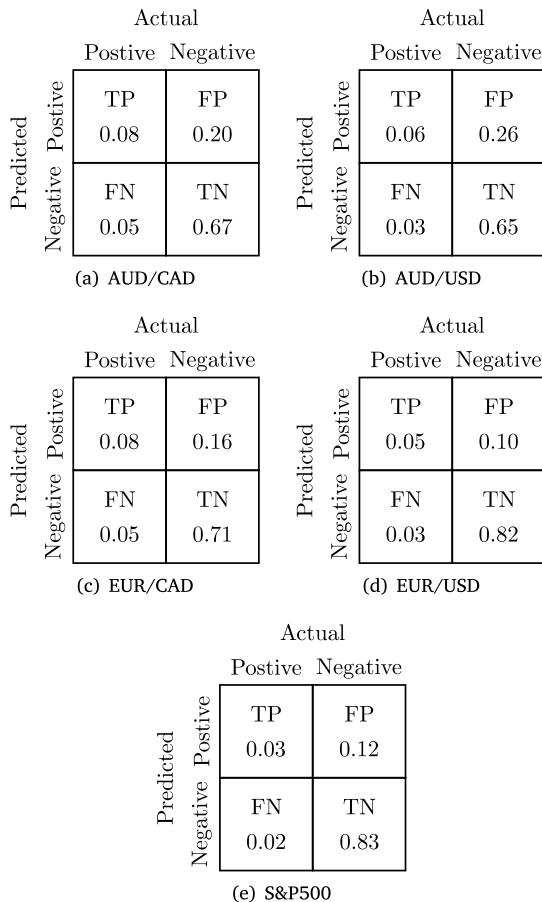 Actual
Actual
Postive Negative
Postive Negative
Predicted
Postive
Negative
TP FP
0.08 0.20
FN TN
0.05 0.67
Predicted
Postive
Negative
TP FP
0.06 0.26
FN TN
0.03 0.65
(a) AUD/CAD
(b) AUD/USD
Actual
Actual
Postive Negative
Postive Negative
Predicted
Postive
Negative
TP FP
0.08 0.16
FN TN
0.05 0.71
Predicted
Postive
Negative
TP FP
0.05 0.10
FN TN
0.03 0.82
(c) EUR/CAD
(d) EUR/USD
Actual
Postive Negative
Predicted
Postive
Negative
TP FP
0.03 0.12
FN TN
0.02 0.83
(e) S&P500